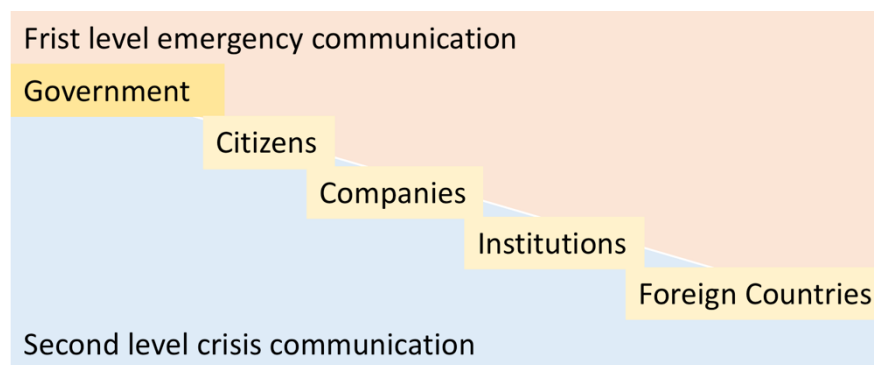 Frist level emergency communication
Government
Citizens
Companies
Institutions
Foreign Countries
Second level crisis communication